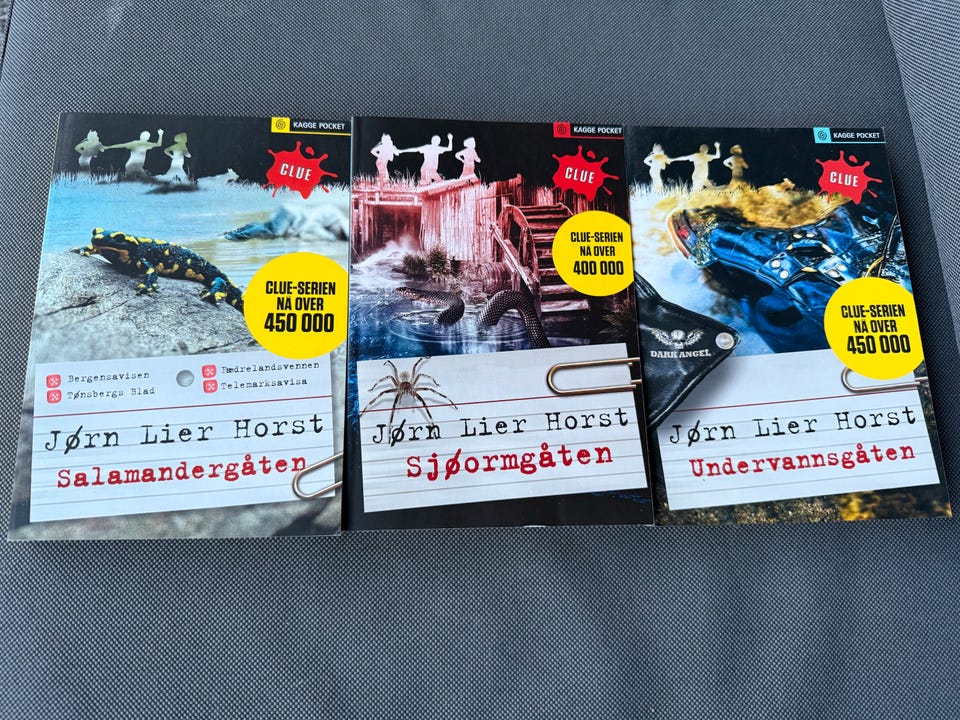 KAGGE POCKET
CLUE
CLUE-SERIEN
NÅ OVER
450 000
Bergensavisen
Tønsbergs Blad
Fædrelandsvennen
Telemarksavisa
Jørn Lier Horst
Salamandergåten
KAGGE POCKET
CLUE
CLUE-SERIEN
NÅ OVER
400 000
Jørn Lier Horst
Sjøormgåten
KAGGE POCKET
CLUE
CLUE-SERIEN
NÅ OVER
450 000
DARK ANGEL
Jørn Lier Horst
Undervannsgåten